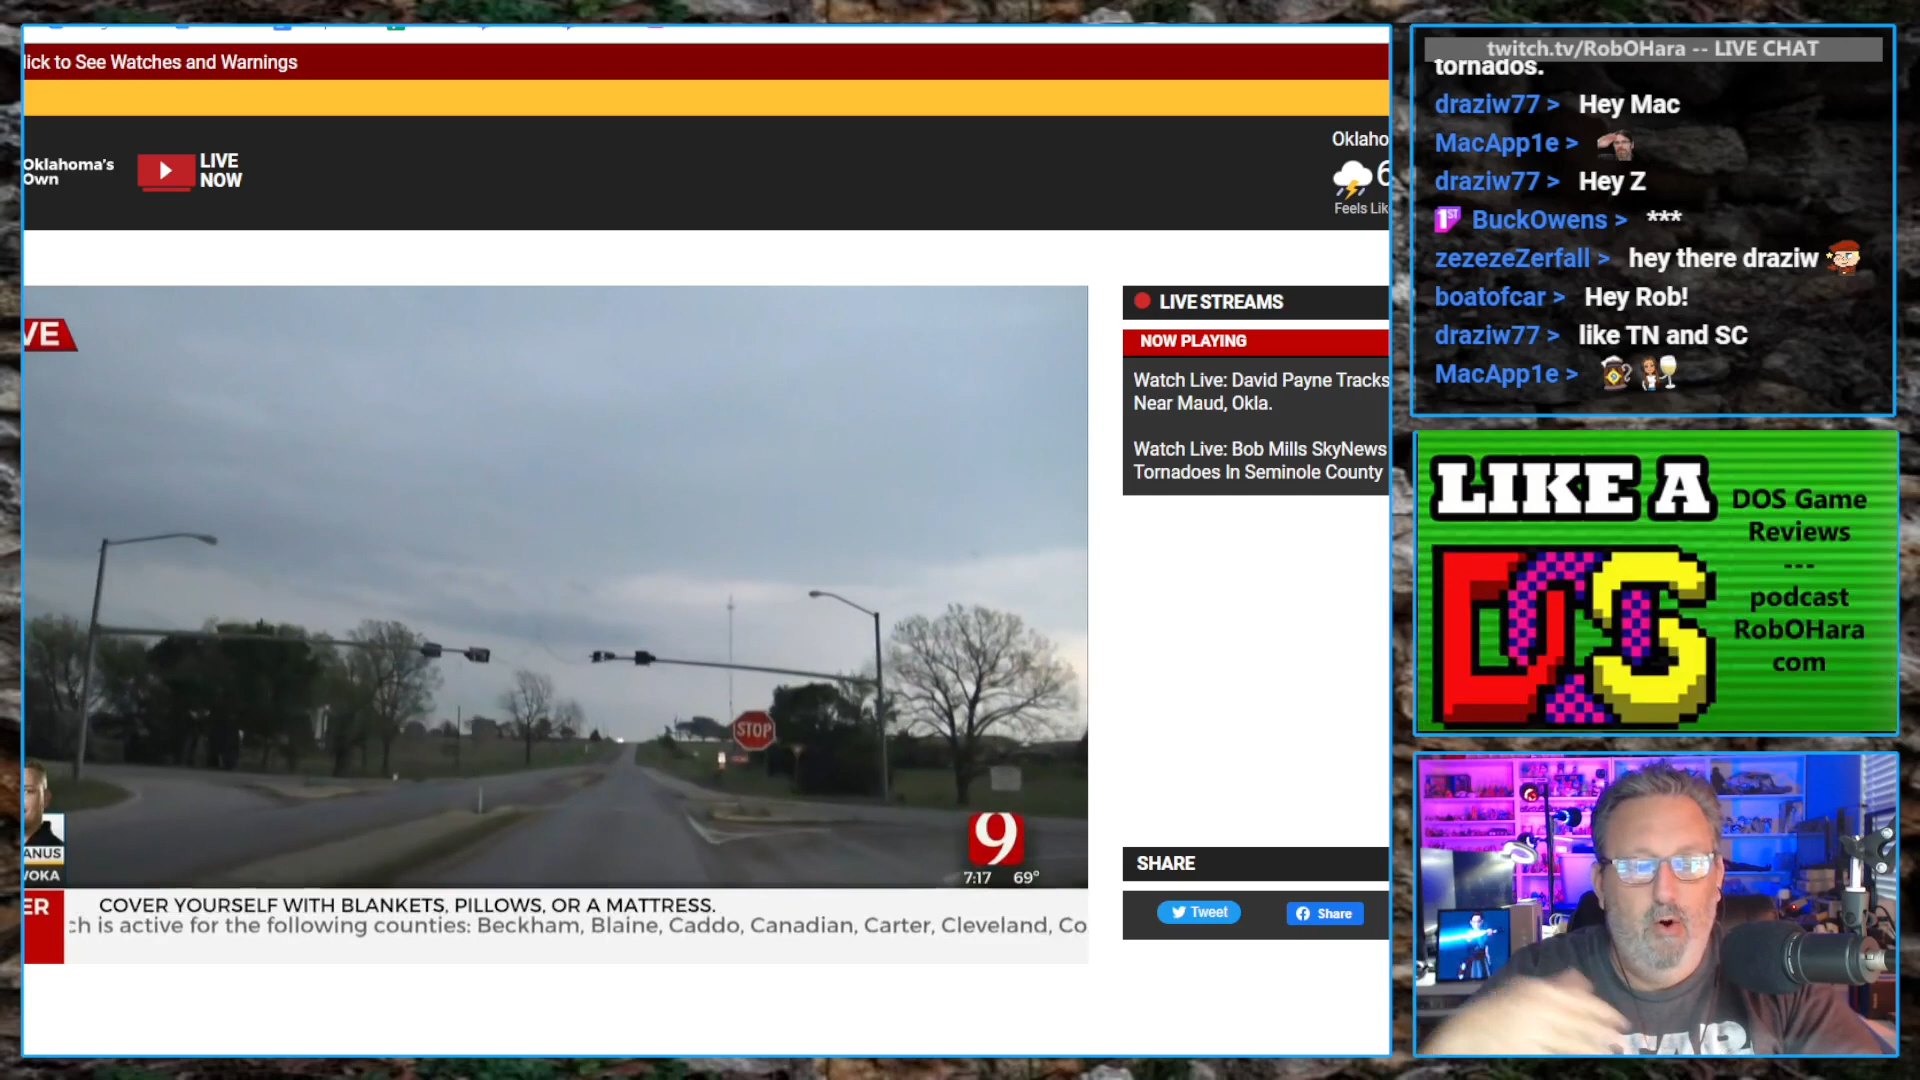 lick to See Watches and Warnings
Oklahoma's
Own
LIVE
NOW
Oklaho
6
Feels Lik
VE
STOP
ANUS
VOKA
9
7:17 69°
ER
COVER YOURSELF WITH BLANKETS, PILLOWS, OR A MATTRESS.
ch is active for the following counties: Beckham, Blaine, Caddo, Canadian, Carter, Cleveland, Co
LIVE STREAMS
NOW PLAYING
Watch Live: David Payne Tracks
Near Maud, Okla.
Watch Live: Bob Mills SkyNews
Tornadoes In Seminole County
SHARE
Tweet
Share
twitch.tv/RobOHara -- LIVE CHAT
tornados.
draziw77 > Hey Mac
MacApp1e >
draziw77 > Hey Z
1ST BuckOwens > ***
zezezeZerfall > hey there draziw
boatofcar > Hey Rob!
draziw77 > like TN and SC
MacApp1e >
LIKE A
DOS
DOS Game
Reviews
---
podcast
RobOHara
com